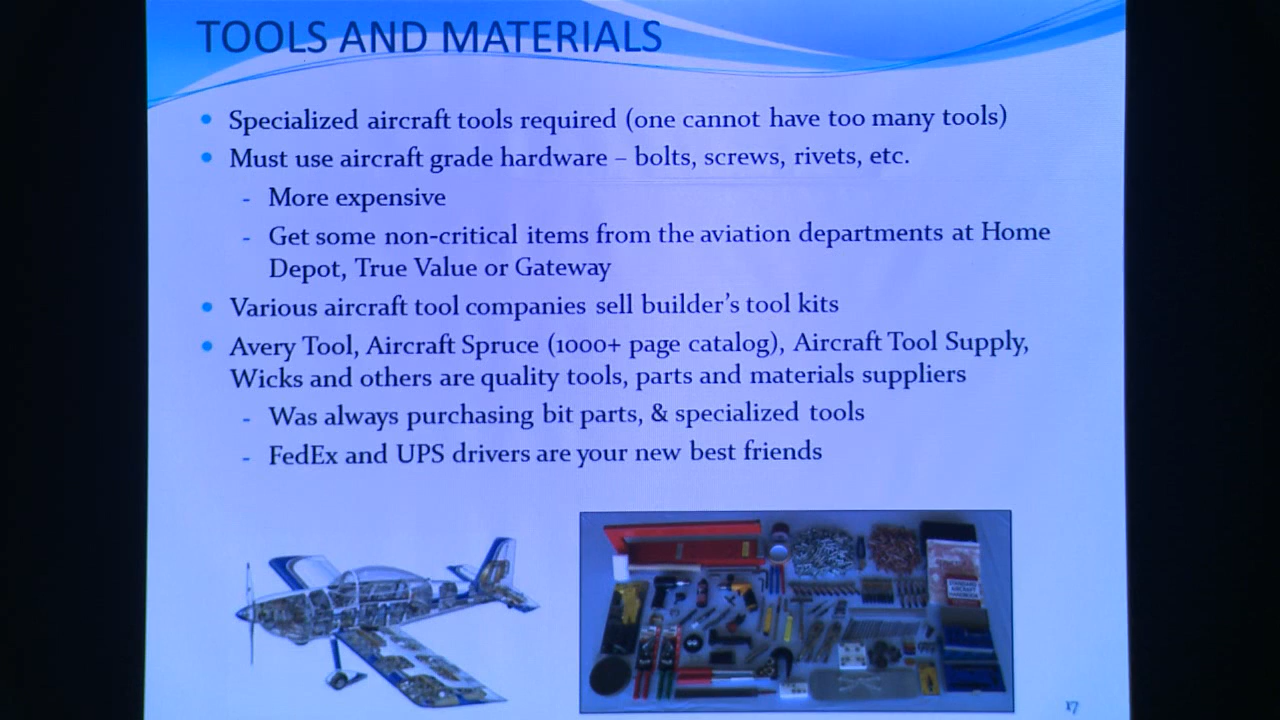 TOOLS AND MATERIALS
• Specialized aircraft tools required (one cannot have too many tools)
• Must use aircraft grade hardware – bolts, screws, rivets, etc.
- More expensive
- Get some non-critical items from the aviation departments at Home
Depot, True Value or Gateway
• Various aircraft tool companies sell builder's tool kits
• Avery Tool, Aircraft Spruce (1000+ page catalog), Aircraft Tool Supply,
Wicks and others are quality tools, parts and materials suppliers
- Was always purchasing bit parts, & specialized tools
- FedEx and UPS drivers are your new best friends
STANDARD
AIRCRAFT
HANDBOOK
17